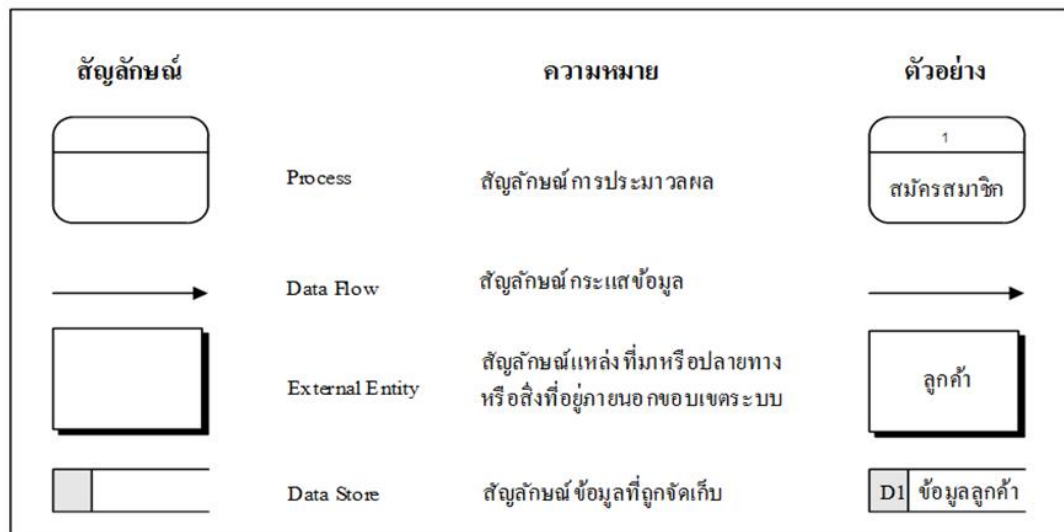 สัญลักษณ์ ความหมาย ตัวอย่าง
1
Process สัญลักษณ์การประมาวลผล สมัครสมาชิก
Data Flow สัญลักษณ์กระแสข้อมูล
External Entity สัญลักษณ์แหล่งที่มาหรือปลายทาง ลูกค้า
หรือสิ่งที่อยู่ภายนอกขอบเขตระบบ
Data Store สัญลักษณ์ข้อมูลที่ถูกจัดเก็บ D1 ข้อมูลลูกค้า